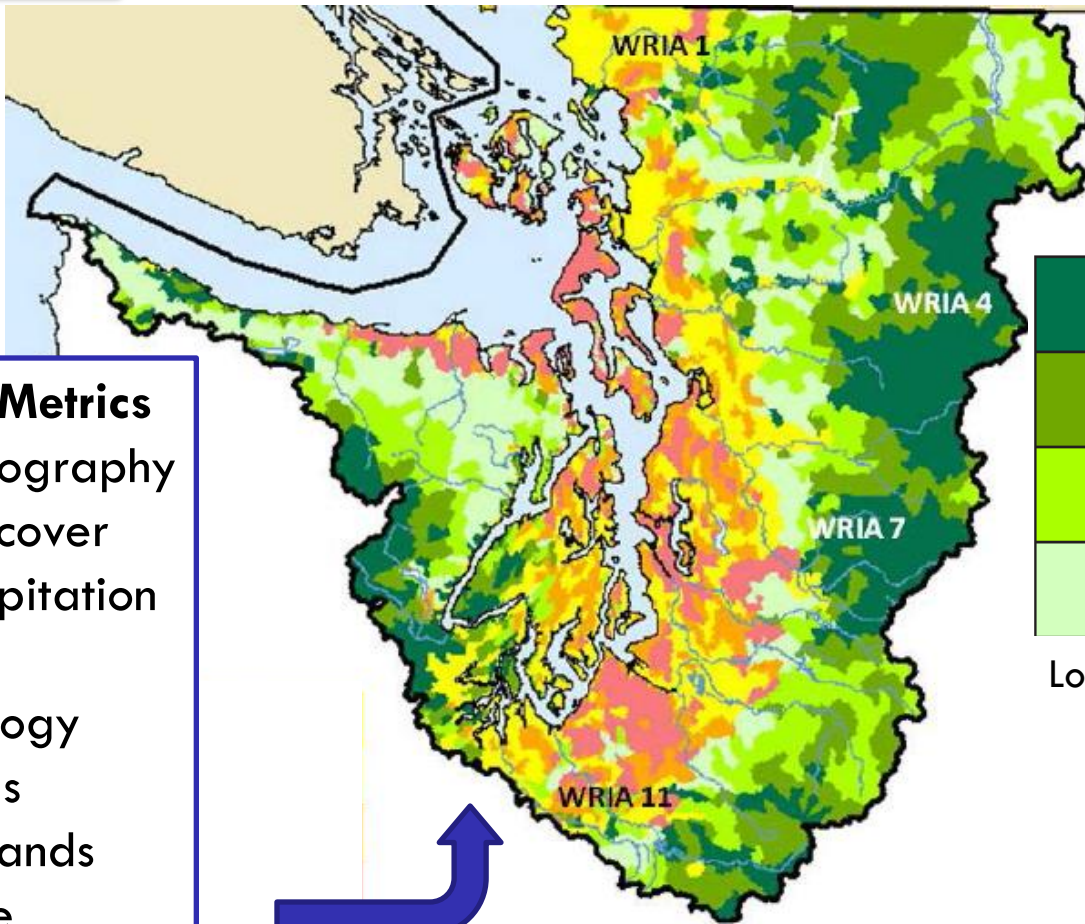 WRIA 1
WRIA 4
WRIA 7
WRIA 11
Metrics
ography
cover
pitation
ogy
s
ands
e
Lo